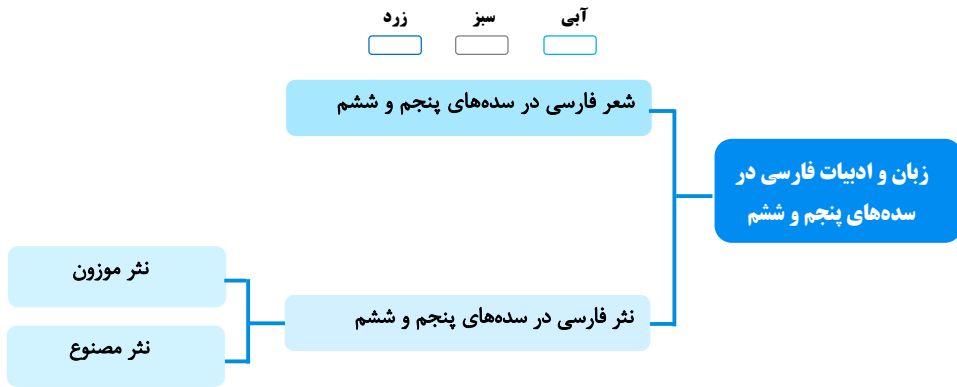 آبی سبز زرد
شعر فارسی در سده‌های پنجم و ششم
زبان و ادبیات فارسی در
سده‌های پنجم و ششم
نثر فارسی در سده‌های پنجم و ششم
نثر موزون
نثر مصنوع